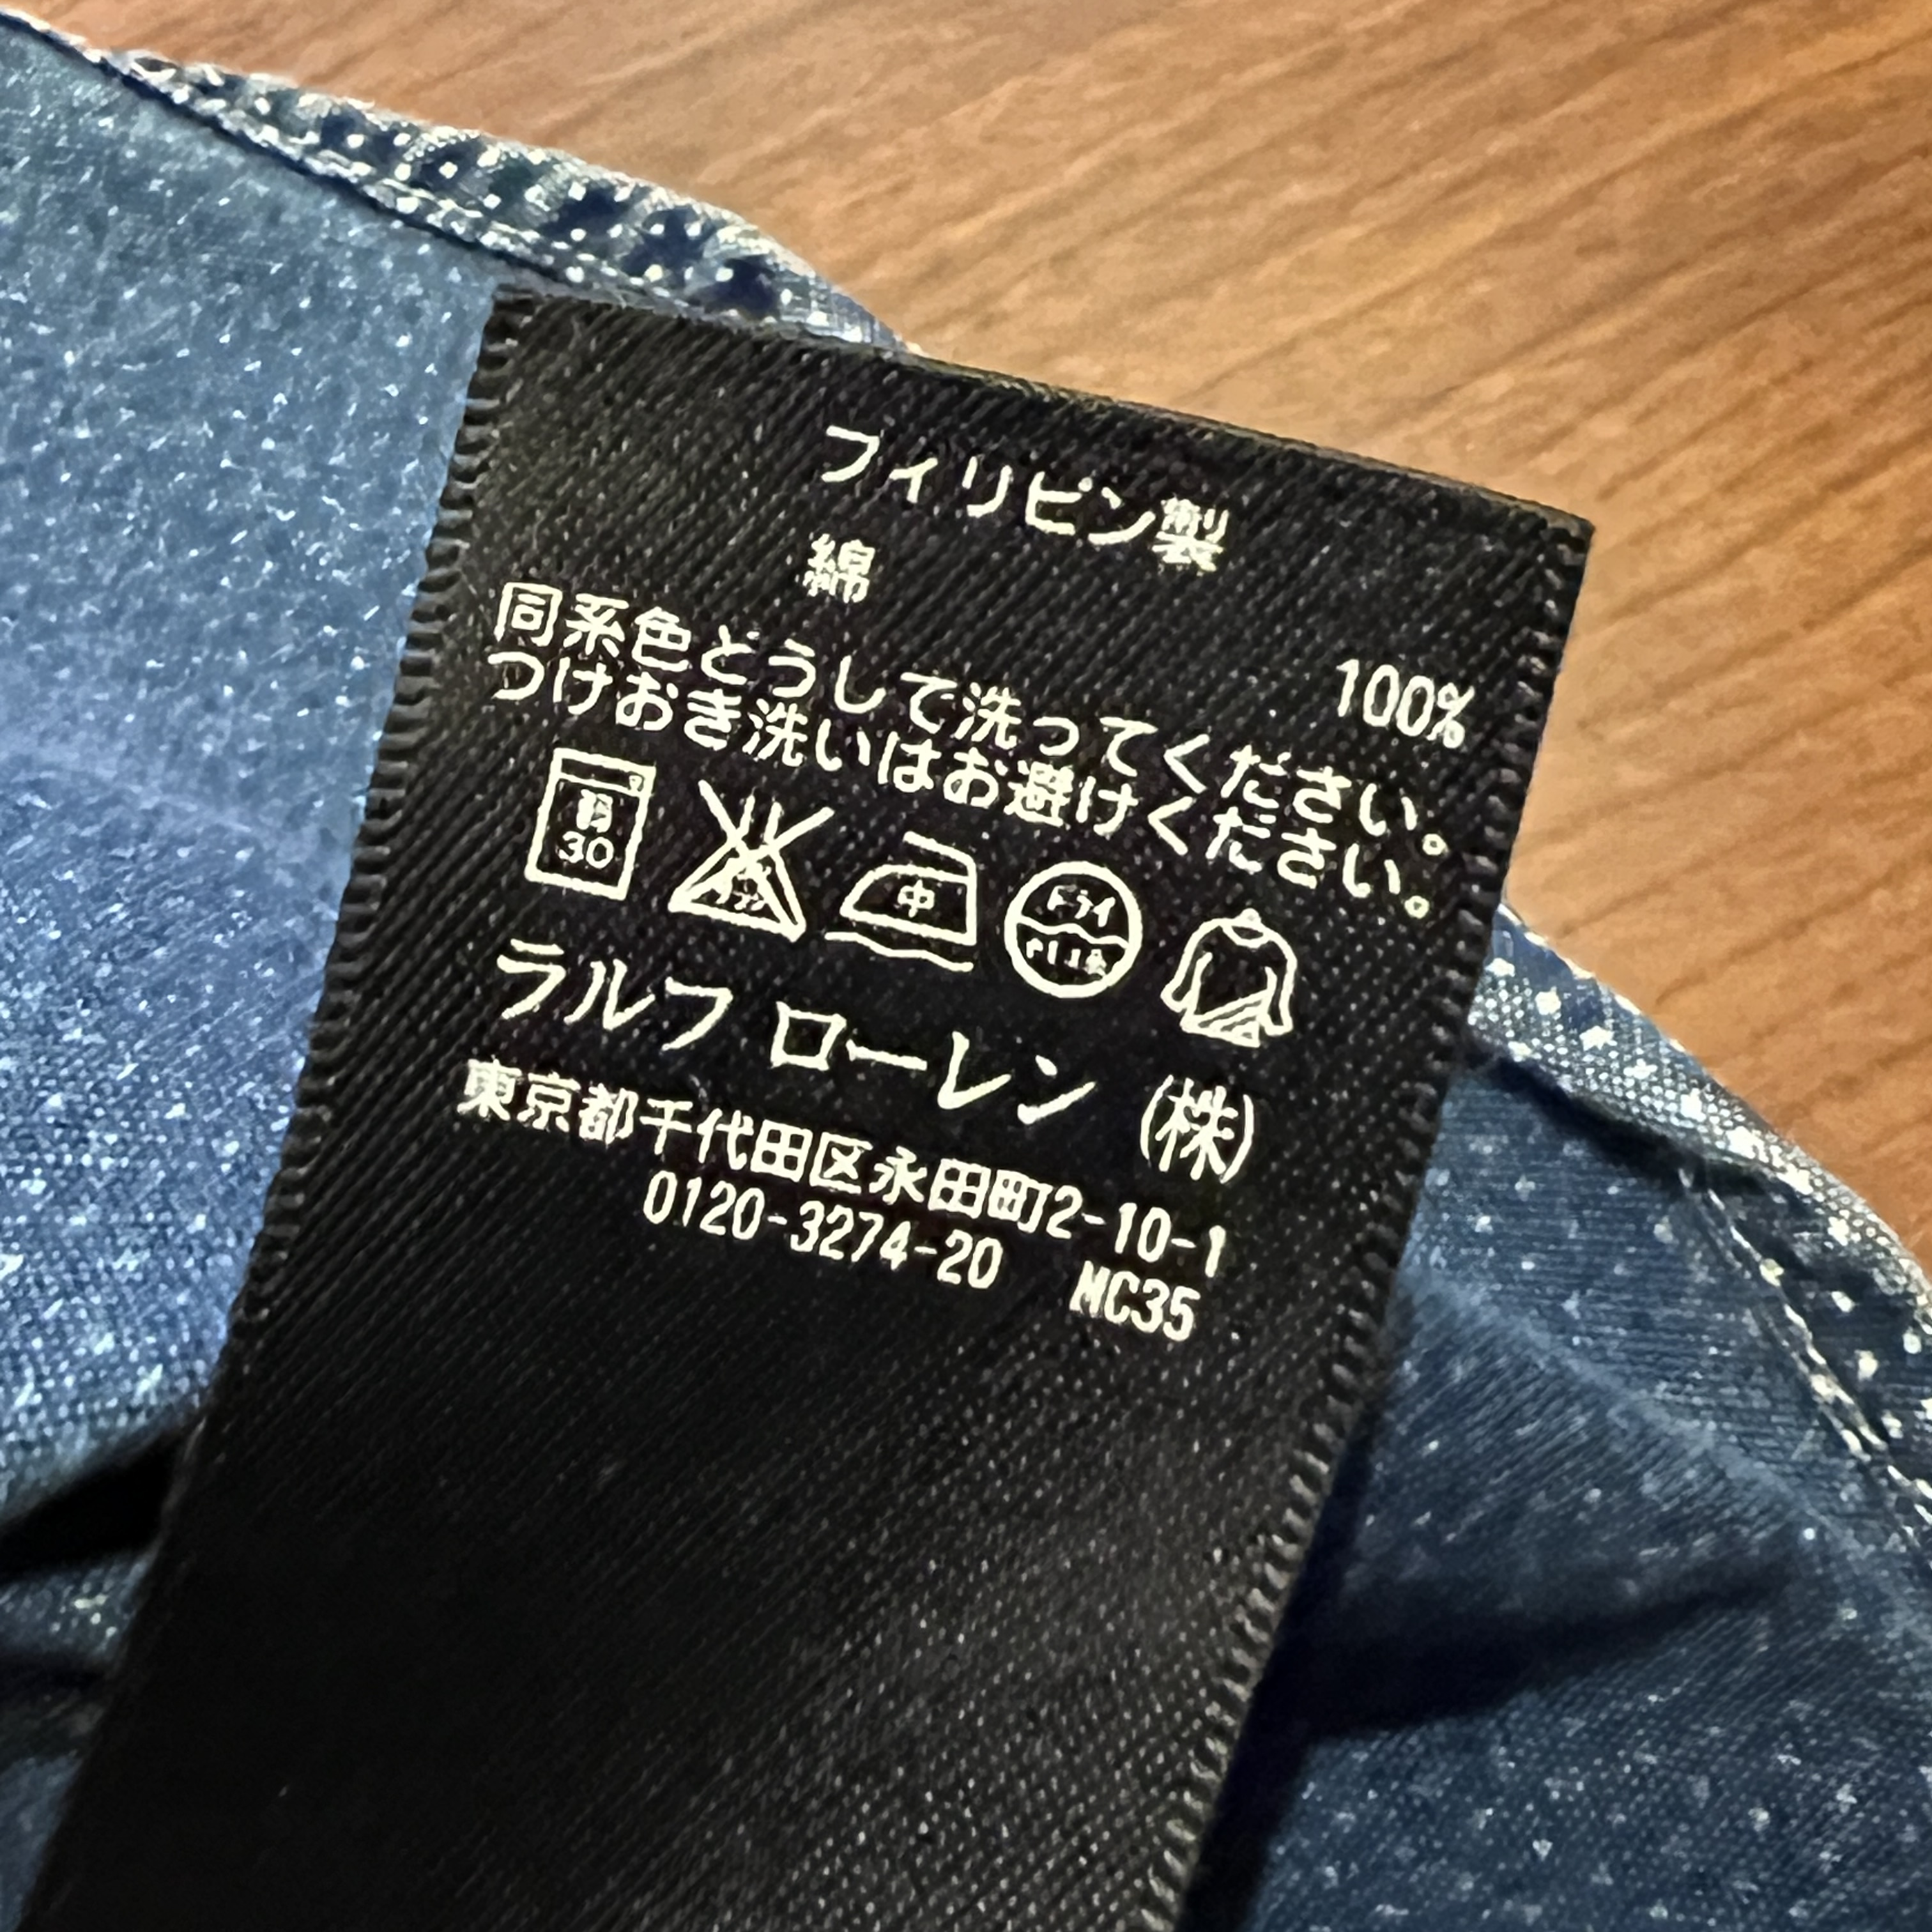 フィリピン製
綿 100%
同系色どうして洗ってください。
つけおき洗いはお避けください。
30
中
ドライ
ラルフ ローレン (株)
東京都千代田区永田町2-10-1
0120-3274-20 MC35